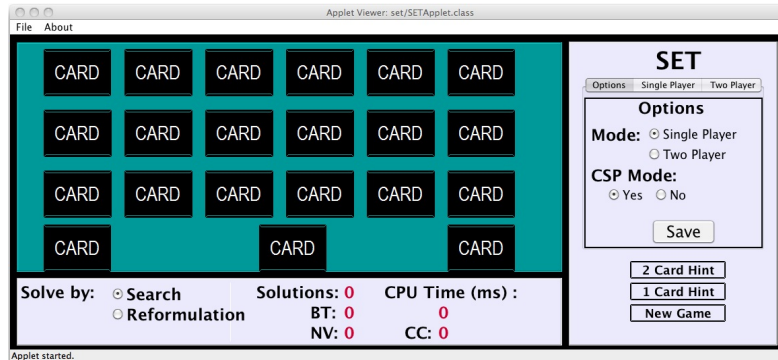 Applet Viewer: set/SETApplet.class
File About
CARD CARD CARD CARD CARD CARD
CARD CARD CARD CARD CARD CARD
CARD CARD CARD CARD CARD CARD
CARD CARD CARD
Solve by: Search Solutions: 0 CPU Time (ms) :
Reformulation BT: 0 0
NV: 0 CC: 0
SET
Options Single Player Two Player
Options
Mode: Single Player
Two Player
CSP Mode:
Yes No
Save
2 Card Hint
1 Card Hint
New Game
Applet started.